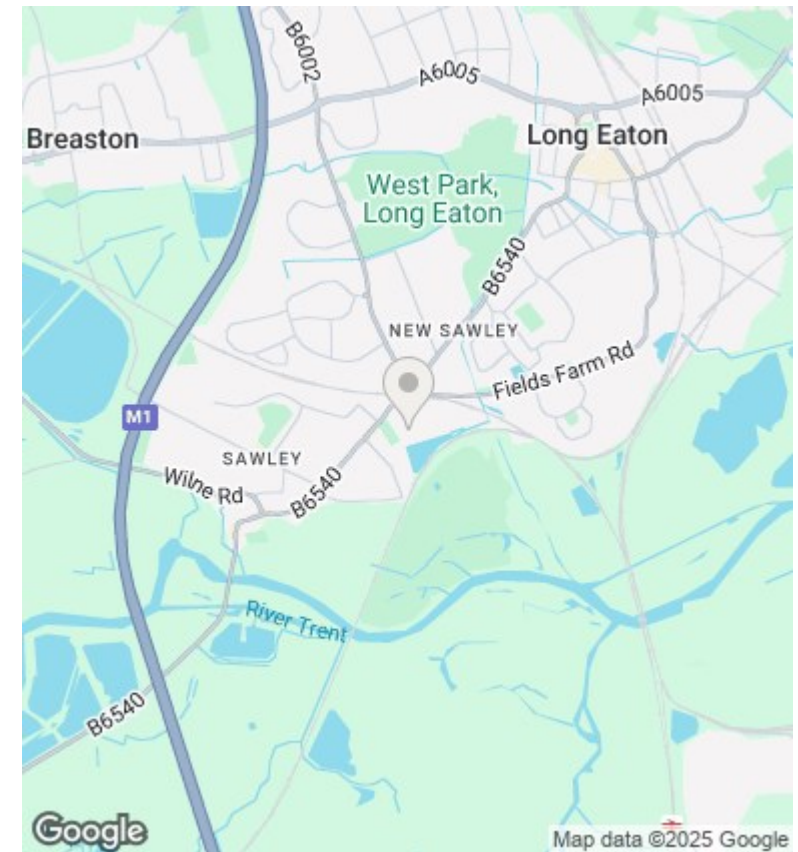 B6002
A6005
A6005
Breaston
Long Eaton
West Park,
Long Eaton
B6540
NEW SAWLEY
Fields Farm Rd
M1
SAWLEY
Wilne Rd
B6540
River Trent
B6540
Google
Map data ©2025 Google